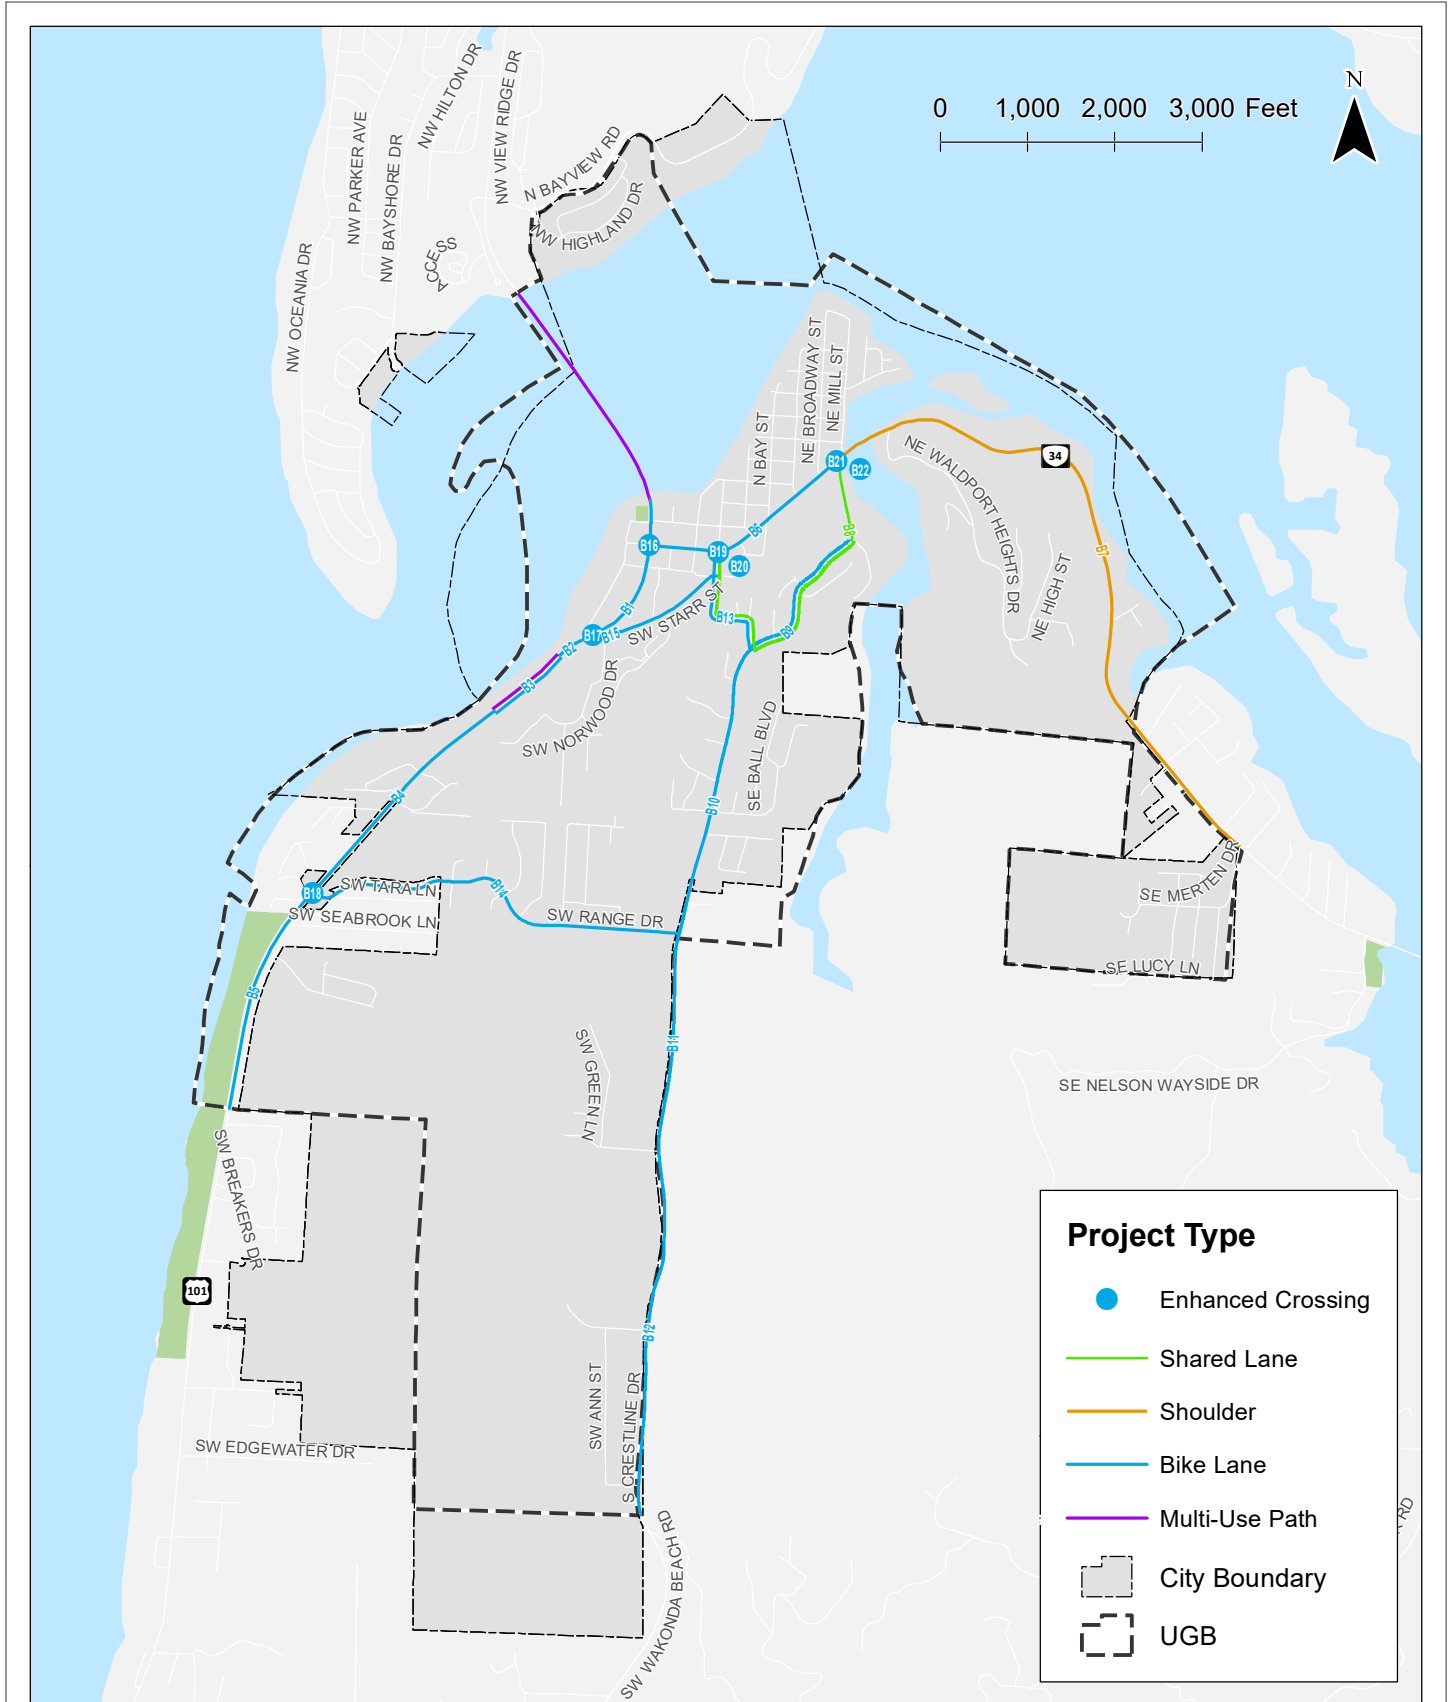 N
0 1,000 2,000 3,000 Feet
NW HILTON DR
NW VIEW RIDGE DR
NW PARKER AVE
NW BAYSHORE DR
N BAYVIEW RD
NW HIGHLAND DR
ACCESS
NW OCEANIA DR
NE BROADWAY ST
NE MILL ST
N BAY ST
NE WALDPORT HEIGHTS DR
NE HIGH ST
34
B21
B22
B6
B8
B7
B16
B19
B20
B1
B17
B15
SW STARR ST
B13
B9
B2
B3
SW NORWOOD DR
SE BALL BLVD
B4
B10
B18
SW TARA LN
B14
SW SEABROOK LN
SW RANGE DR
SE MERTEN DR
SE LUCY LN
B5
B11
SW GREEN LN
SE NELSON WAYSIDE DR
SW BREAKERS DR
101
B12
SW ANN ST
S CRESTLINE DR
SW EDGEWATER DR
SW WAKONDA BEACH RD
RD
Project Type
Enhanced Crossing
Shared Lane
Shoulder
Bike Lane
Multi-Use Path
City Boundary
UGB